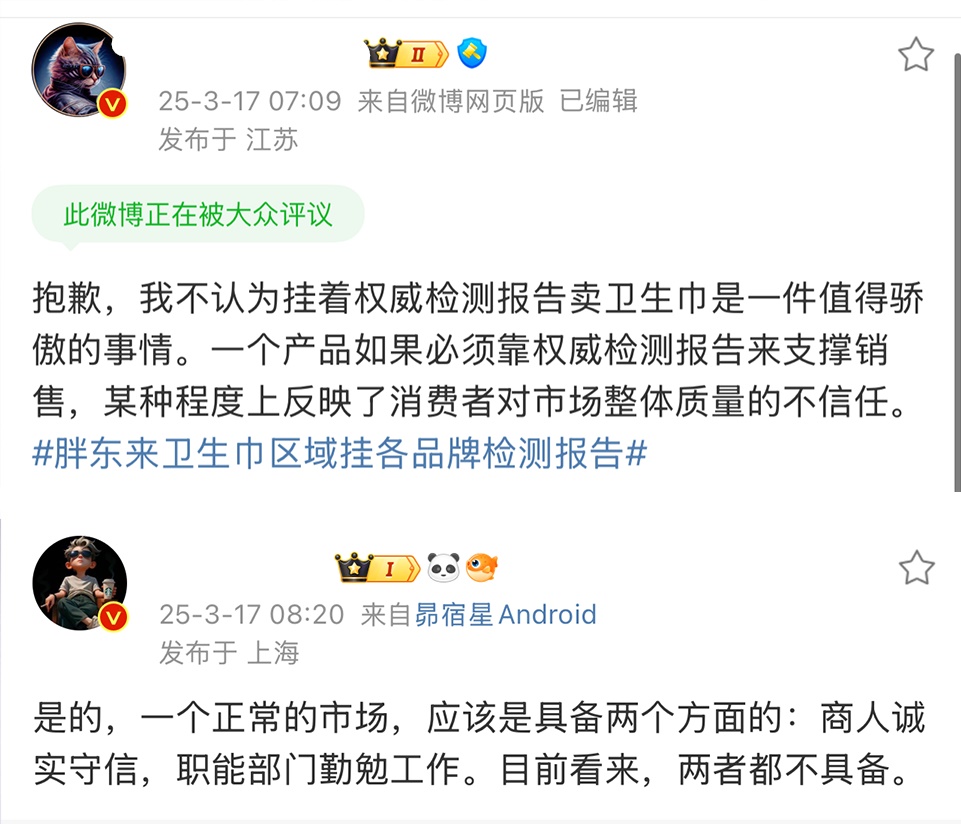 II
V
25-3-17 07:09 来自微博网页版 已编辑
发布于 江苏
此微博正在被大众评议
抱歉，我不认为挂着权威检测报告卖卫生巾是一件值得骄
傲的事情。一个产品如果必须靠权威检测报告来支撑销
售，某种程度上反映了消费者对市场整体质量的不信任。
#胖东来卫生巾区域挂各品牌检测报告#
I
V
25-3-17 08:20 来自昴宿星Android
发布于 上海
是的，一个正常的市场，应该是具备两个方面的：商人诚
实守信，职能部门勤勉工作。目前看来，两者都不具备。